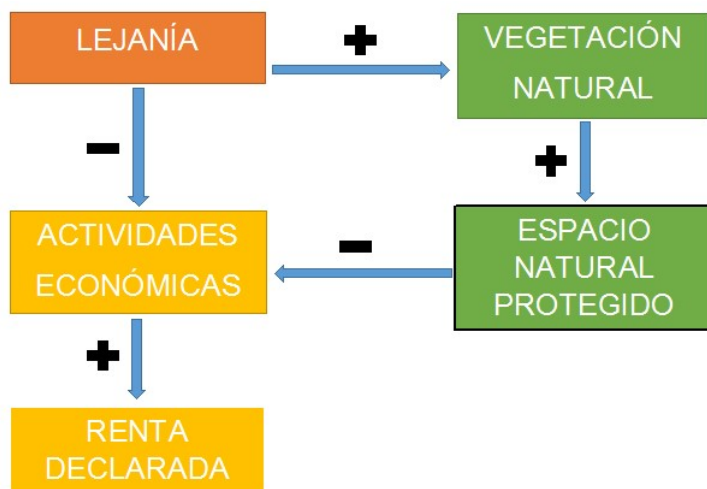 LEJANÍA
+
VEGETACIÓN
NATURAL
−
+
ACTIVIDADES
ECONÓMICAS
−
ESPACIO
NATURAL
PROTEGIDO
+
RENTA
DECLARADA